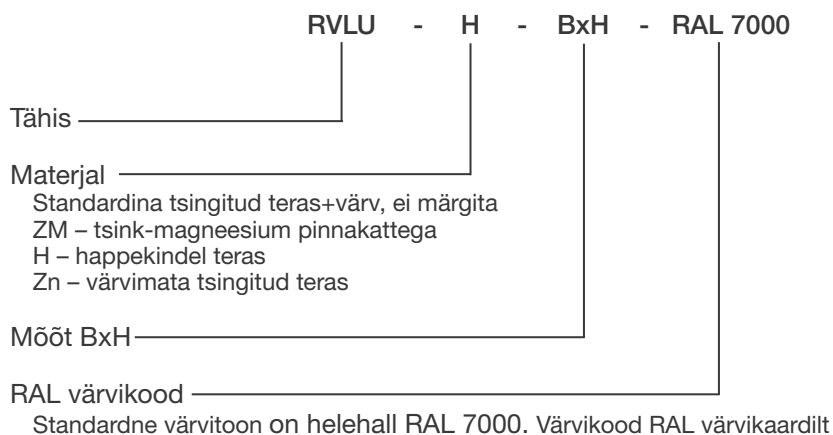 RVLU - H - BxH - RAL 7000
Tähis
Materjal
Standardina tsingitud teras+värv, ei märgita
ZM – tsink-magneesium pinnakattega
H – happekindel teras
Zn – värvimata tsingitud teras
Mõõt BxH
RAL värvikood
Standardne värvitoon on helehall RAL 7000. Värvikood RAL värvikaardilt